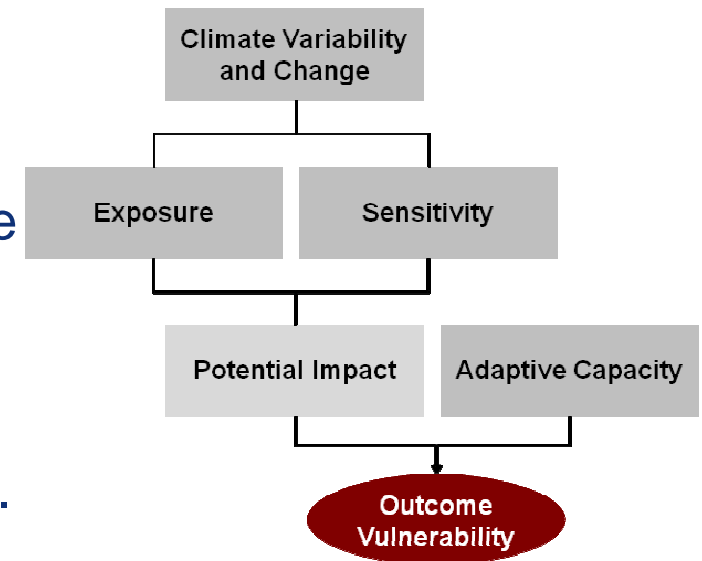 Climate Variability
and Change
e
Exposure
Sensitivity
Potential Impact
Adaptive Capacity
.
Outcome
Vulnerability